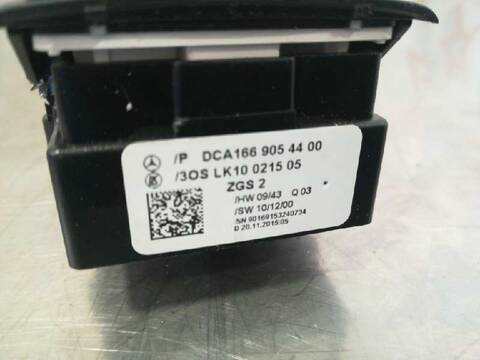 /P DCA166 905 44 00
/3OS LK10 0215 05
ZGS 2
/HW 09/43 Q 03
/SW 10/12/00
/SN 90169153240734
D 20.11.2015:05